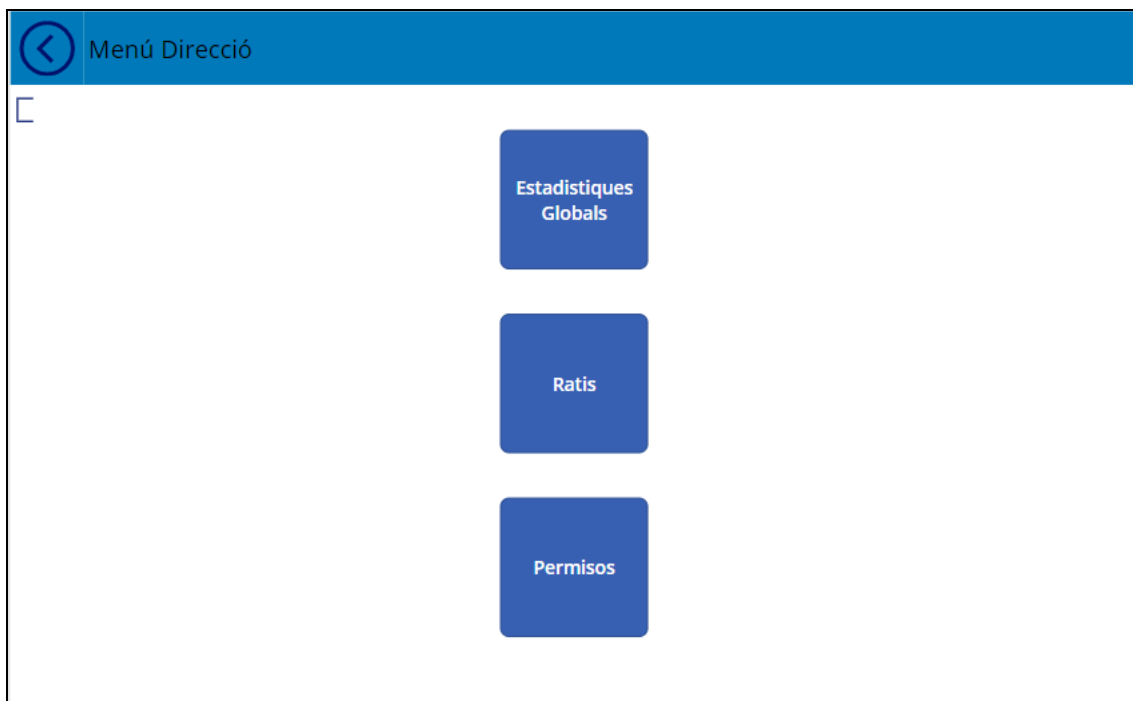 Menú Direcció
Estadistiques
Globals
Ratis
Permisos